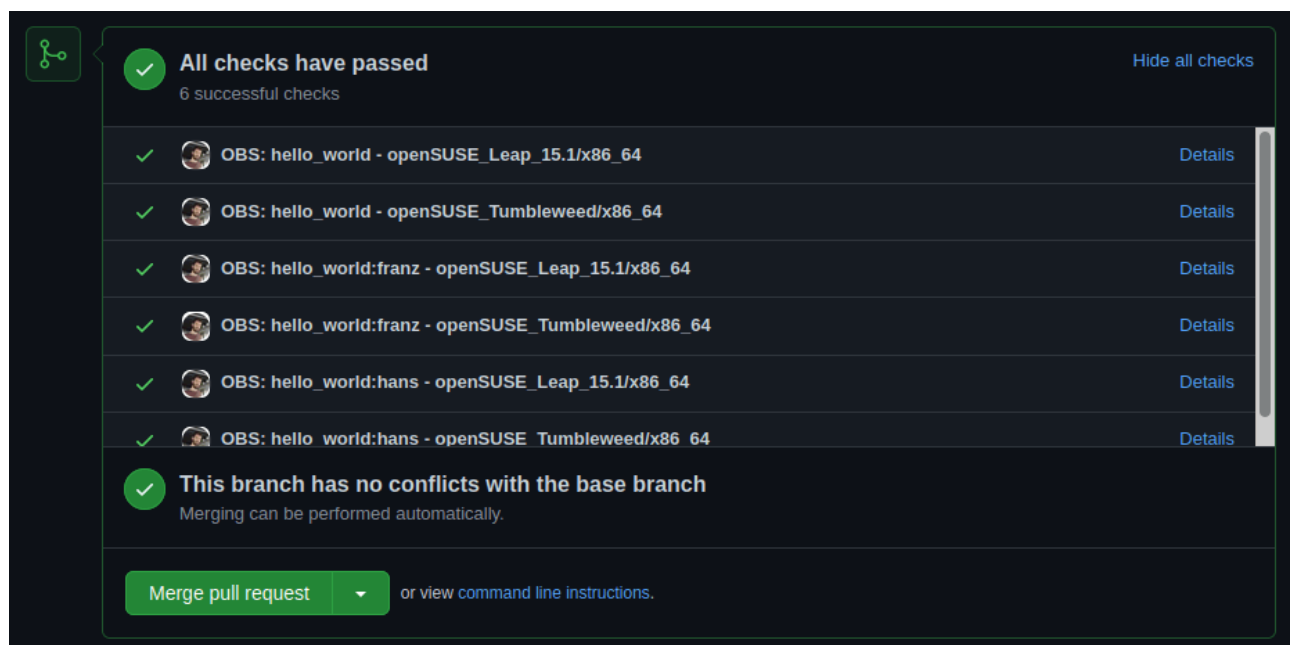 All checks have passed
Hide all checks
6 successful checks
OBS: hello_world - openSUSE_Leap_15.1/x86_64 Details
OBS: hello_world - openSUSE_Tumbleweed/x86_64 Details
OBS: hello_world:franz - openSUSE_Leap_15.1/x86_64 Details
OBS: hello_world:franz - openSUSE_Tumbleweed/x86_64 Details
OBS: hello_world:hans - openSUSE_Leap_15.1/x86_64 Details
OBS: hello_world:hans - openSUSE_Tumbleweed/x86_64 Details
This branch has no conflicts with the base branch
Merging can be performed automatically.
Merge pull request or view command line instructions.